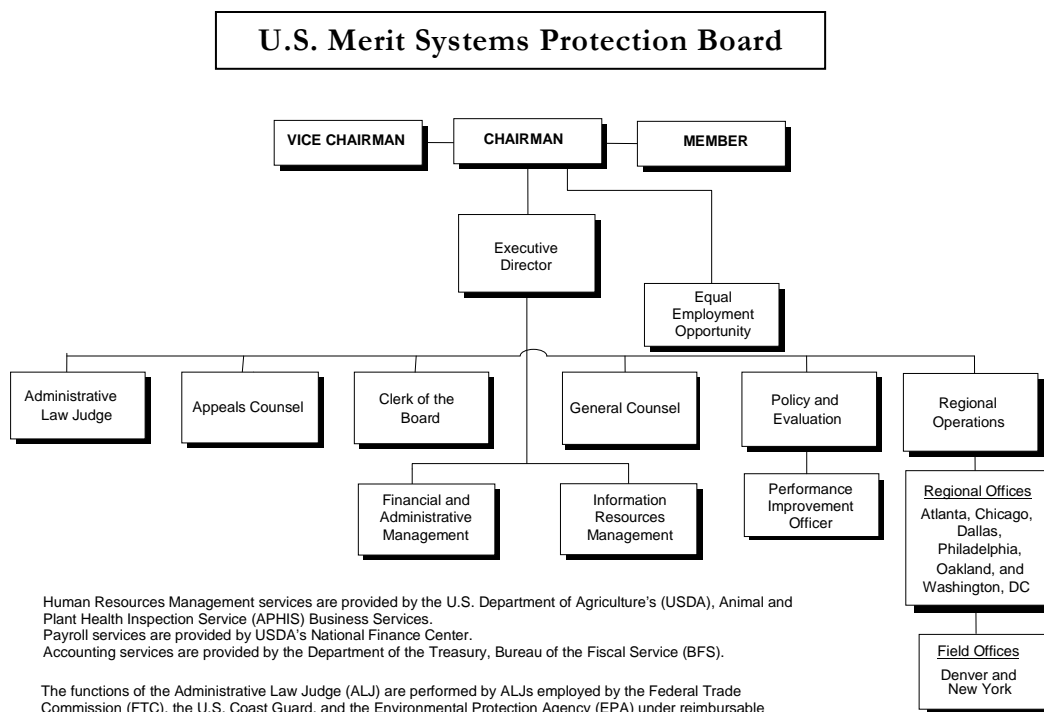 U.S. Merit Systems Protection Board
VICE CHAIRMAN
CHAIRMAN
MEMBER
Executive
Director
Equal
Employment
Opportunity
Administrative
Law Judge
Appeals Counsel
Clerk of the
Board
General Counsel
Policy and
Evaluation
Regional
Operations
Financial and
Administrative
Management
Information
Resources
Management
Performance
Improvement
Officer
Regional Offices
Atlanta, Chicago,
Dallas,
Philadelphia,
Oakland, and
Washington, DC
Field Offices
Denver and
New York
Human Resources Management services are provided by the U.S. Department of Agriculture's (USDA), Animal and
Plant Health Inspection Service (APHIS) Business Services.
Payroll services are provided by USDA's National Finance Center.
Accounting services are provided by the Department of the Treasury, Bureau of the Fiscal Service (BFS).
The functions of the Administrative Law Judge (ALJ) are performed by ALJs employed by the Federal Trade
Commission (FTC), the U.S. Coast Guard, and the Environmental Protection Agency (EPA) under reimbursable